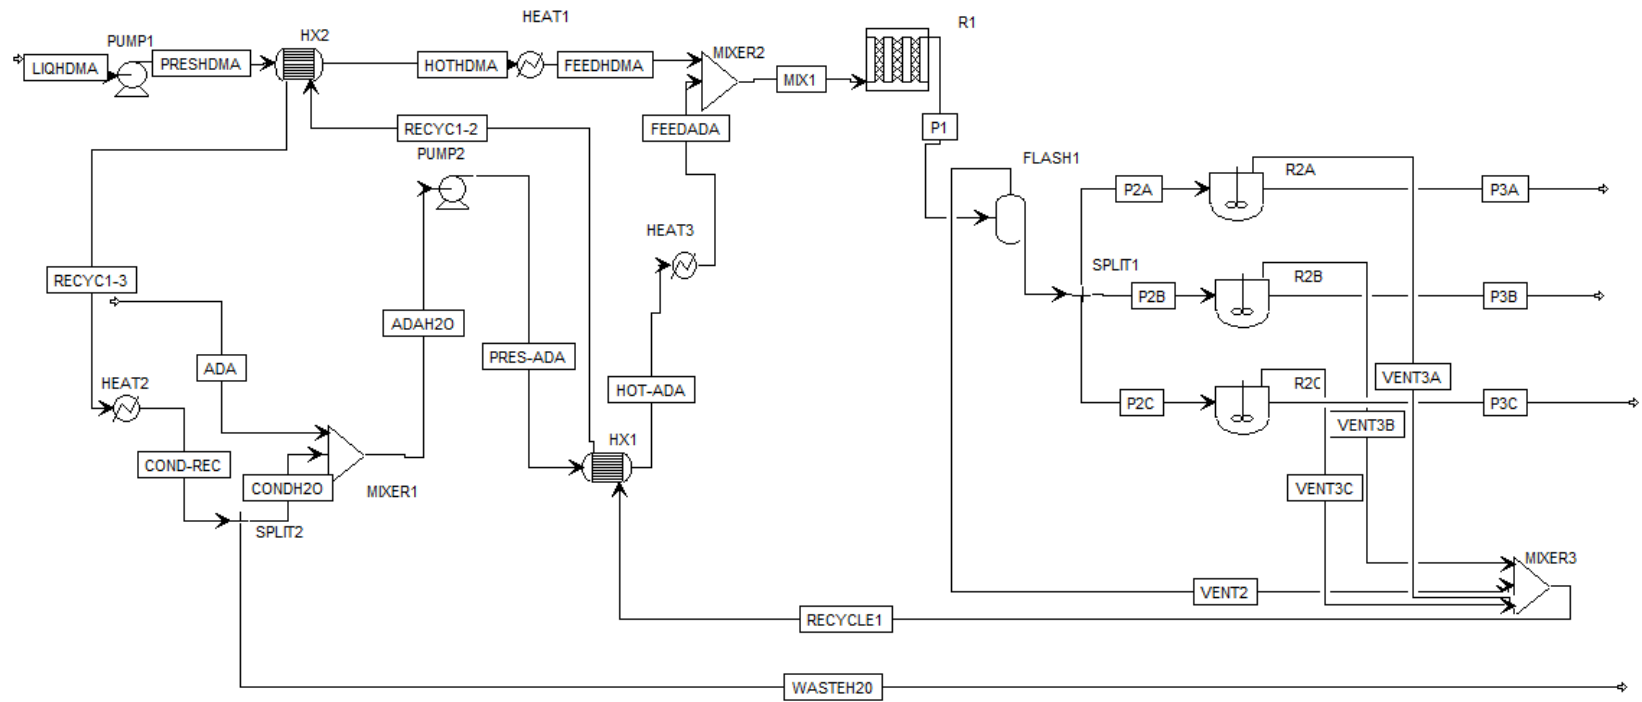 HEAT1
R1
HX2
PUMP1
MIXER2
LIQHDMA
PRESHDMA
HOTHDMA
FEEDHDMA
MIX1
RECYC1-2
FEEDADA
P1
PUMP2
FLASH1
R2A
P2A
P3A
HEAT3
SPLIT1
R2B
RECYC1-3
P2B
P3B
ADAH2O
PRES-ADA
ADA
VENT3A
HEAT2
HOT-ADA
R2C
P2C
P3C
VENT3B
HX1
COND-REC
CONDH2O
MIXER1
VENT3C
SPLIT2
MIXER3
VENT2
RECYCLE1
WASTEH20